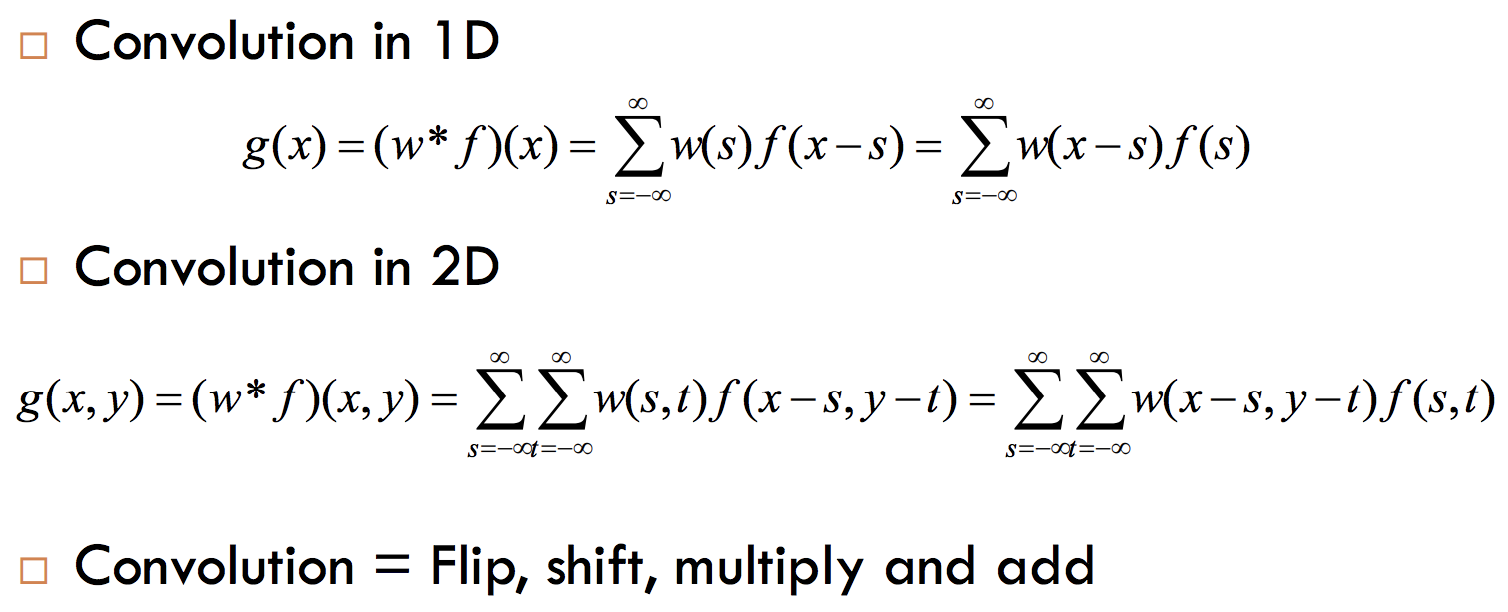 Convolution in 1D
g(x) = (w* f)(x) = ∑_{s=−∞}^{∞} w(s) f(x−s) = ∑_{s=−∞}^{∞} w(x−s) f(s)
Convolution in 2D
g(x, y) = (w* f)(x, y) = ∑_{s=−∞}^{∞} ∑_{t=−∞}^{∞} w(s,t) f(x−s, y−t) = ∑_{s=−∞}^{∞} ∑_{t=−∞}^{∞} w(x−s, y−t) f(s,t)
Convolution = Flip, shift, multiply and add